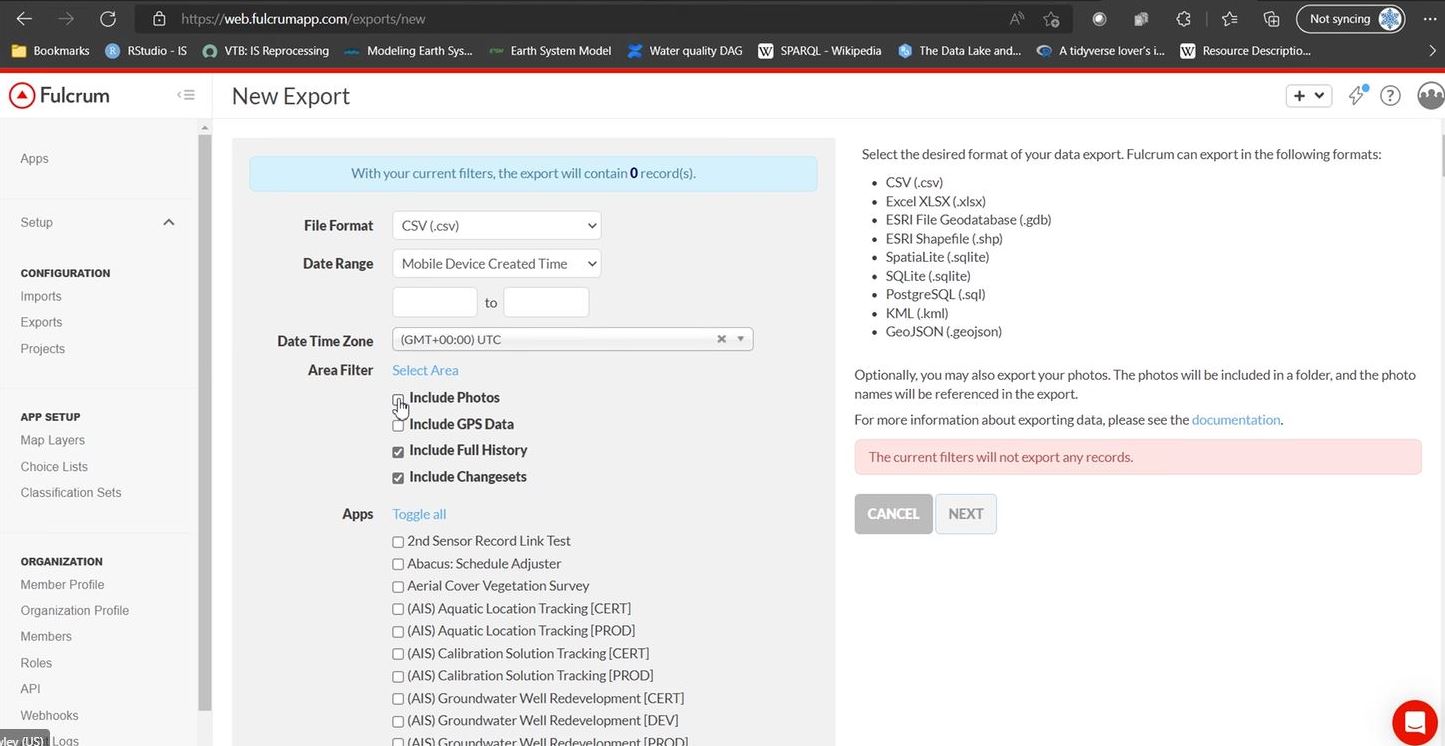 https://web.fulcrumapp.com/exports/new
Not syncing
Bookmarks
RStudio - IS
VTB: IS Reprocessing
Modeling Earth Sys...
Earth System Model
Water quality DAG
SPARQL - Wikipedia
The Data Lake and...
A tidyverse lover's i...
Resource Descriptio...
Fulcrum
New Export
Apps
Setup
CONFIGURATION
Imports
Exports
Projects
APP SETUP
Map Layers
Choice Lists
Classification Sets
ORGANIZATION
Member Profile
Organization Profile
Members
Roles
API
Webhooks
Logs
With your current filters, the export will contain 0 record(s).
File Format
CSV (.csv)
Date Range
Mobile Device Created Time
to
Date Time Zone
(GMT+00:00) UTC
Area Filter
Select Area
Include Photos
Include GPS Data
Include Full History
Include Changesets
Apps
Toggle all
2nd Sensor Record Link Test
Abacus: Schedule Adjuster
Aerial Cover Vegetation Survey
(AIS) Aquatic Location Tracking [CERT]
(AIS) Aquatic Location Tracking [PROD]
(AIS) Calibration Solution Tracking [CERT]
(AIS) Calibration Solution Tracking [PROD]
(AIS) Groundwater Well Redevelopment [CERT]
(AIS) Groundwater Well Redevelopment [DEV]
(AIS) Groundwater Well Redevelopment [PROD]
Select the desired format of your data export. Fulcrum can export in the following formats:
• CSV (.csv)
• Excel XLSX (.xlsx)
• ESRI File Geodatabase (.gdb)
• ESRI Shapefile (.shp)
• SpatiaLite (.sqlite)
• SQLite (.sqlite)
• PostgreSQL (.sql)
• KML (.kml)
• GeoJSON (.geojson)
Optionally, you may also export your photos. The photos will be included in a folder, and the photo
names will be referenced in the export.
For more information about exporting data, please see the documentation.
The current filters will not export any records.
CANCEL
NEXT